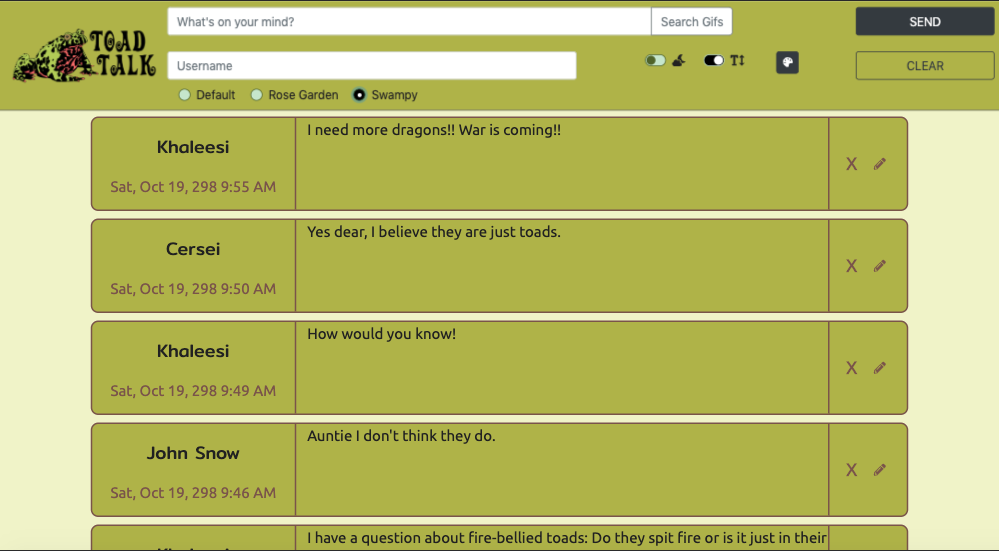 TOAD
TALK
What's on your mind?
Search Gifs
SEND
Username
T
CLEAR
Default
Rose Garden
Swampy
Khaleesi
Sat, Oct 19, 298 9:55 AM
I need more dragons!! War is coming!!
X
Cersei
Sat, Oct 19, 298 9:50 AM
Yes dear, I believe they are just toads.
X
Khaleesi
Sat, Oct 19, 298 9:49 AM
How would you know!
X
John Snow
Sat, Oct 19, 298 9:46 AM
Auntie I don't think they do.
X
I have a question about fire-bellied toads: Do they spit fire or is it just in their